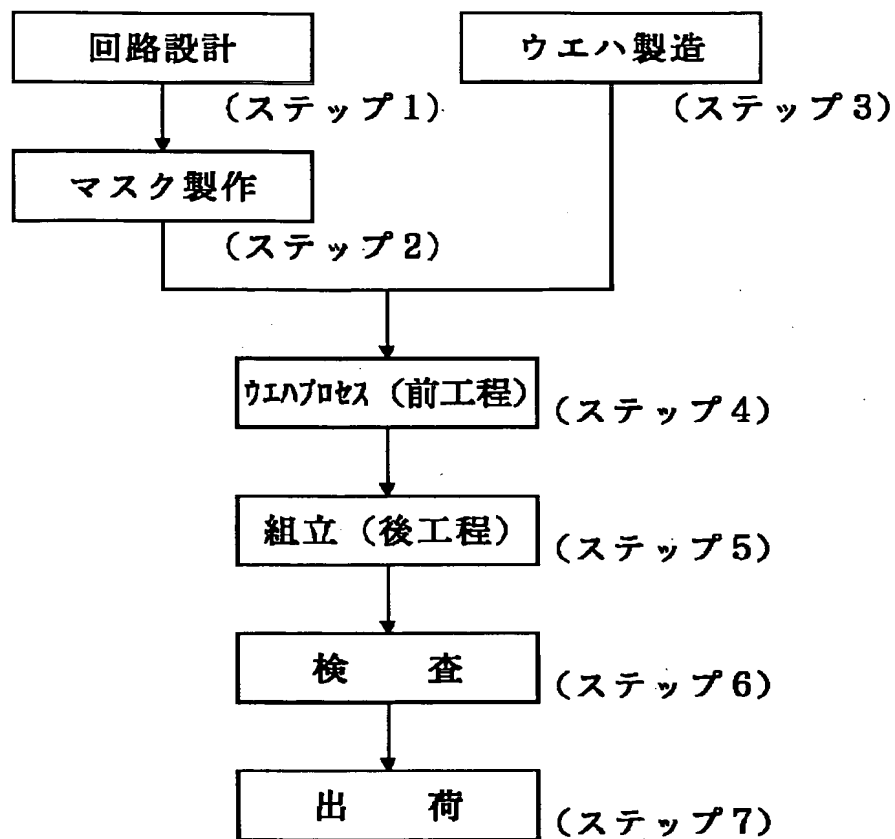 回路設計
ウエハ製造
(ステップ1)
(ステップ3)
マスク製作
(ステップ2)
ウエハプロセス (前工程)
(ステップ4)
組立 (後工程)
(ステップ5)
検 査
(ステップ6)
出 荷
(ステップ7)